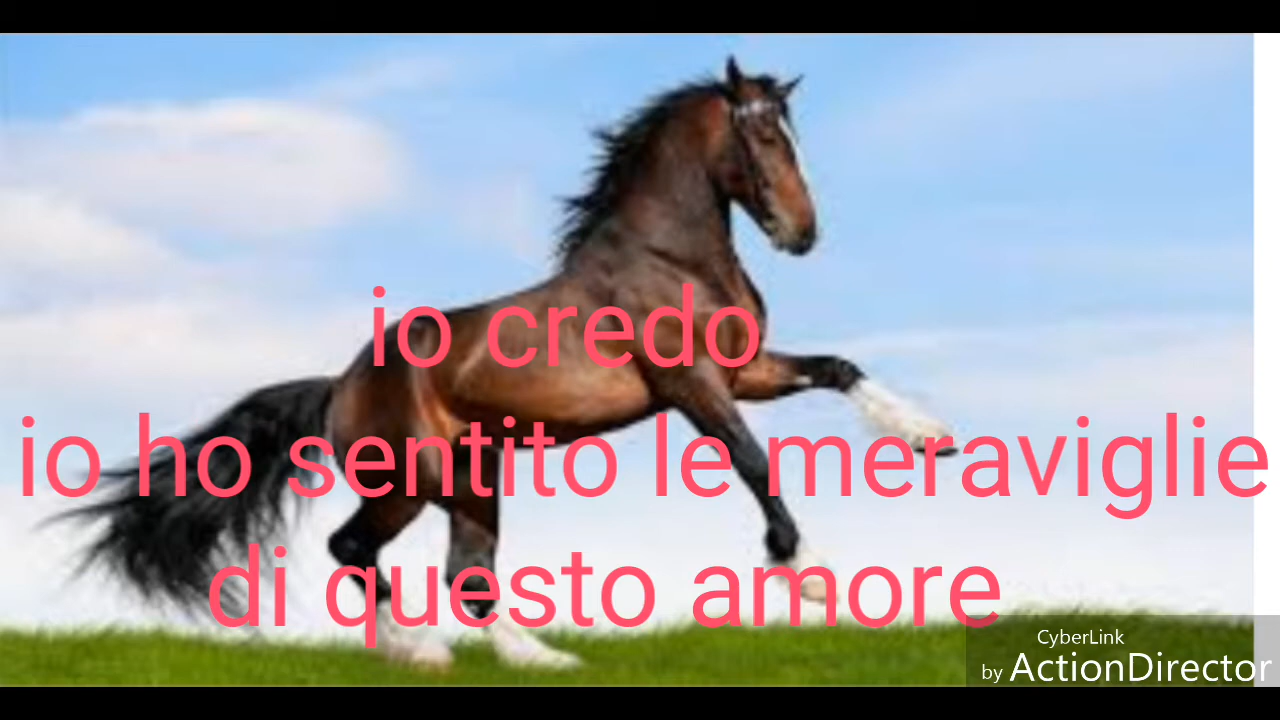 io credo
io ho sentito le meraviglie
di questo amore
CyberLink
by ActionDirector